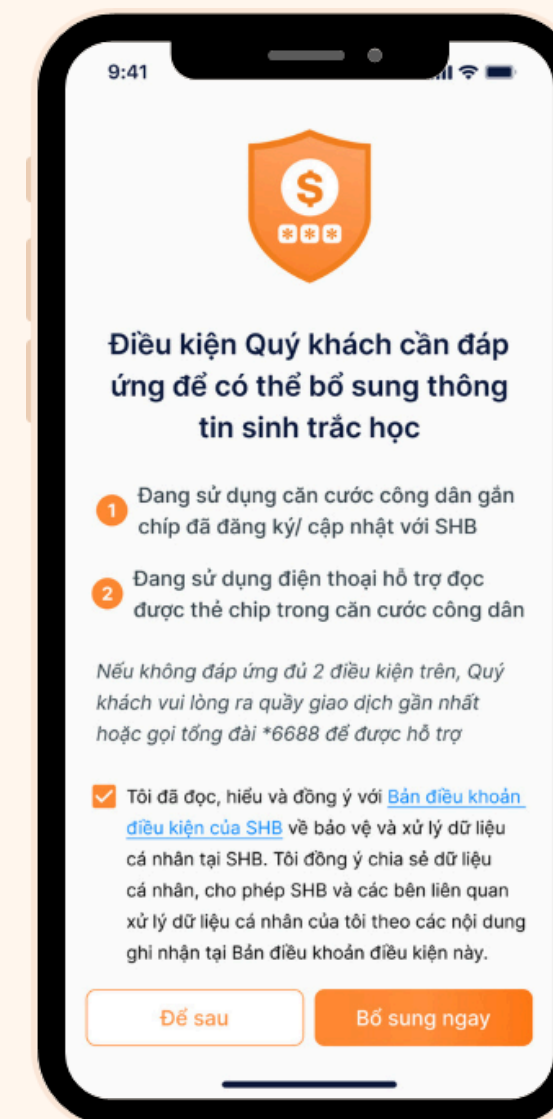 9:41
$
***
Điều kiện Quý khách cần đáp
ứng để có thể bổ sung thông
tin sinh trắc học
1 Đang sử dụng căn cước công dân gắn
chíp đã đăng ký/ cập nhật với SHB
2 Đang sử dụng điện thoại hỗ trợ đọc
được thẻ chip trong căn cước công dân
Nếu không đáp ứng đủ 2 điều kiện trên, Quý
khách vui lòng ra quầy giao dịch gần nhất
hoặc gọi tổng đài *6688 để được hỗ trợ
Tôi đã đọc, hiểu và đồng ý với Bản điều khoản
điều kiện của SHB về bảo vệ và xử lý dữ liệu
cá nhân tại SHB. Tôi đồng ý chia sẻ dữ liệu
cá nhân, cho phép SHB và các bên liên quan
xử lý dữ liệu cá nhân của tôi theo các nội dung
ghi nhận tại Bản điều khoản điều kiện này.
Để sau Bổ sung ngay